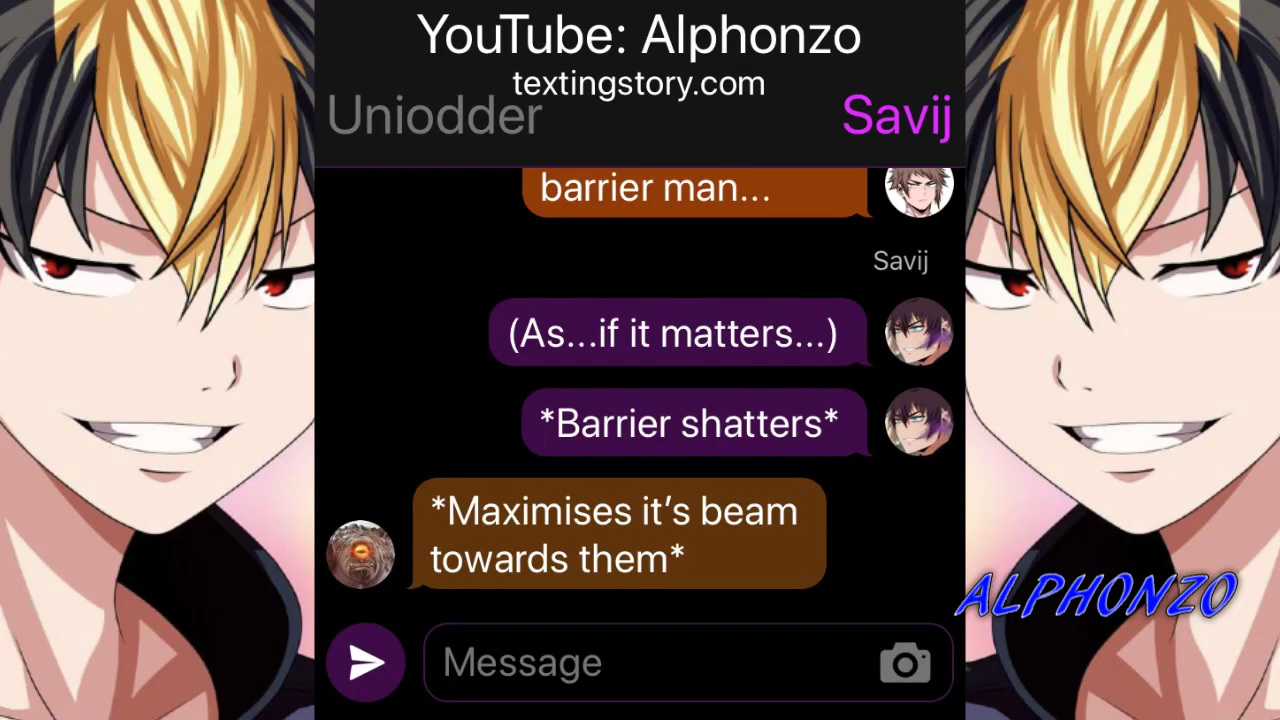 YouTube: Alphonzo
textingstory.com
Uniodder
Savij
barrier man...
Savij
(As...if it matters...)
*Barrier shatters*
*Maximises it’s beam
towards them*
ALPHONZO
Message